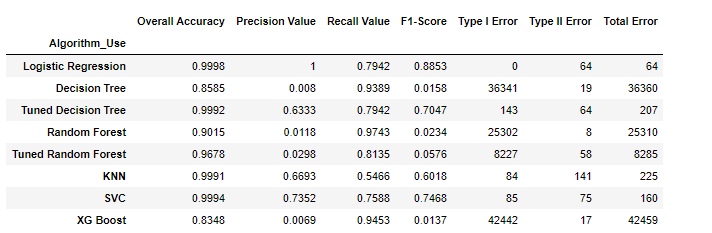 Overall Accuracy Precision Value Recall Value F1-Score Type I Error Type II Error Total Error
Algorithm_Use
Logistic Regression 0.9998 1 0.7942 0.8853 0 64 64
Decision Tree 0.8585 0.008 0.9389 0.0158 36341 19 36360
Tuned Decision Tree 0.9992 0.6333 0.7942 0.7047 143 64 207
Random Forest 0.9015 0.0118 0.9743 0.0234 25302 8 25310
Tuned Random Forest 0.9678 0.0298 0.8135 0.0576 8227 58 8285
KNN 0.9991 0.6693 0.5466 0.6018 84 141 225
SVC 0.9994 0.7352 0.7588 0.7468 85 75 160
XG Boost 0.8348 0.0069 0.9453 0.0137 42442 17 42459